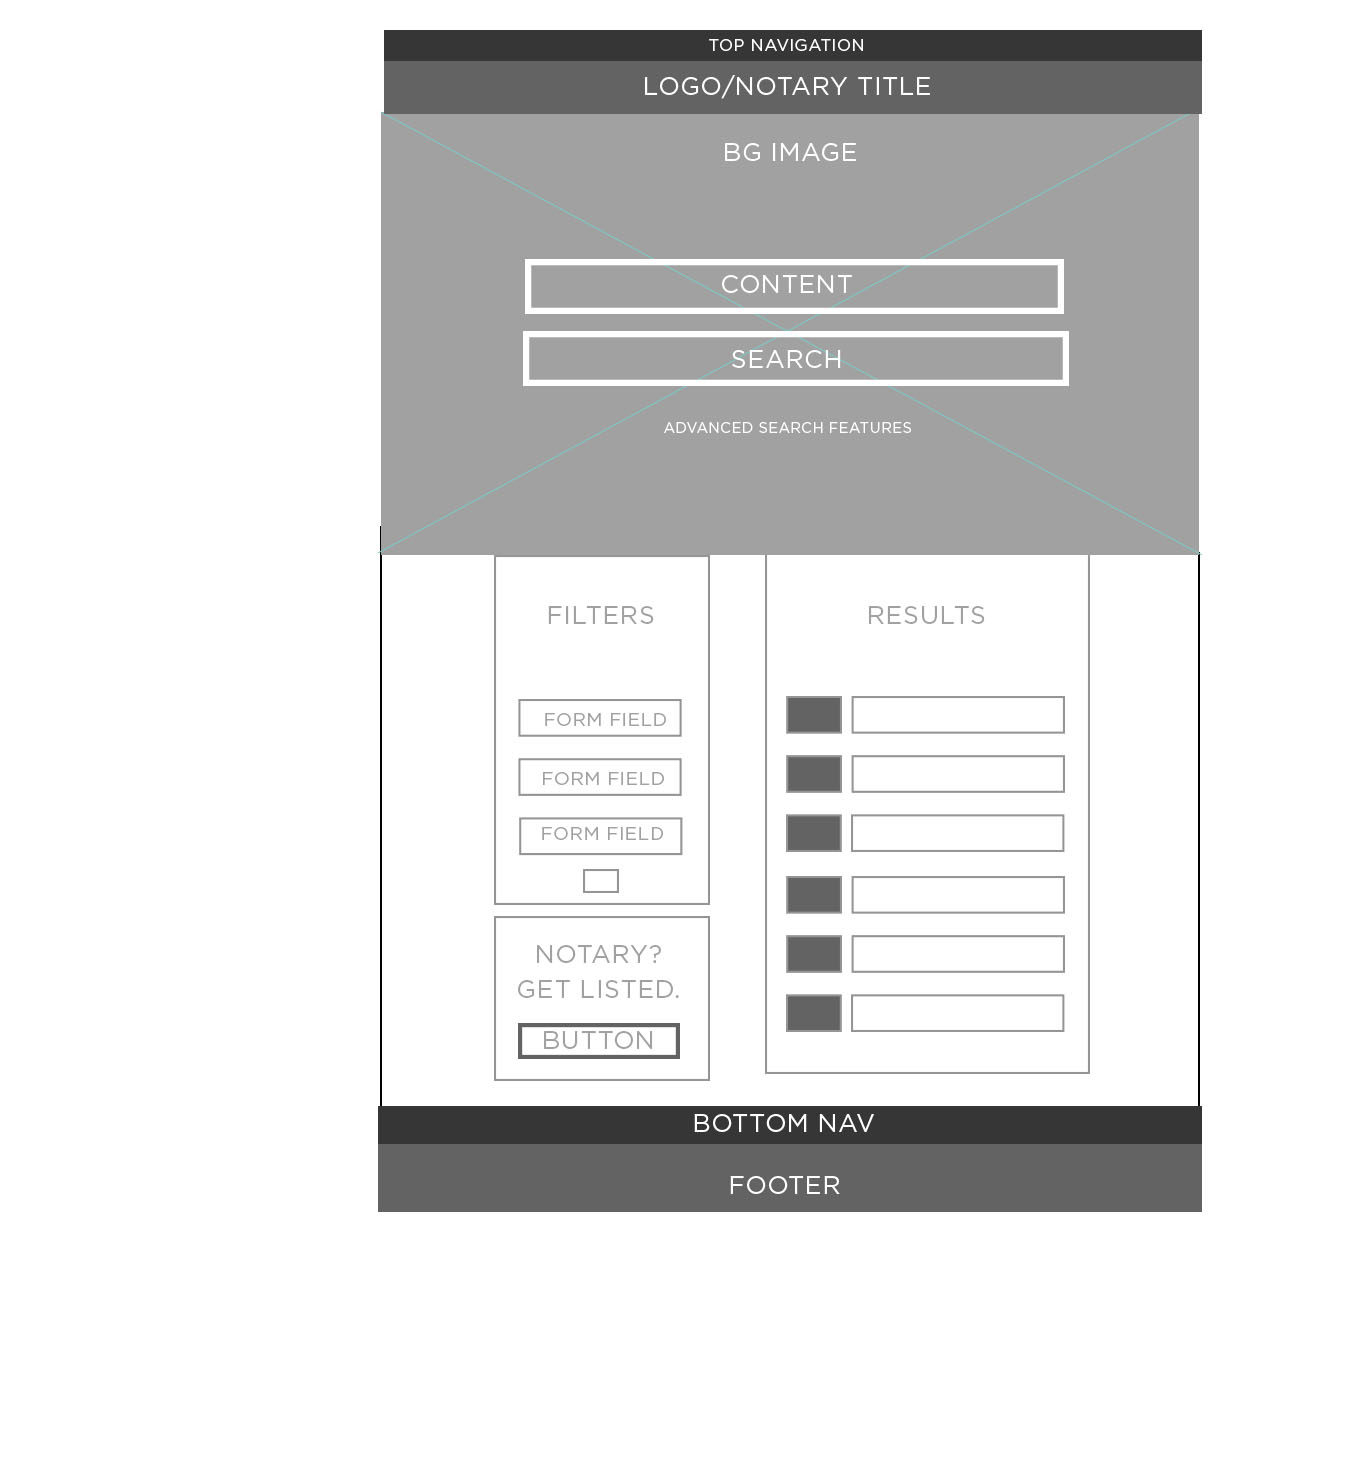 TOP NAVIGATION
LOGO/NOTARY TITLE
BG IMAGE
CONTENT
SEARCH
ADVANCED SEARCH FEATURES
FILTERS
FORM FIELD
FORM FIELD
FORM FIELD
NOTARY?
GET LISTED.
BUTTON
RESULTS
BOTTOM NAV
FOOTER